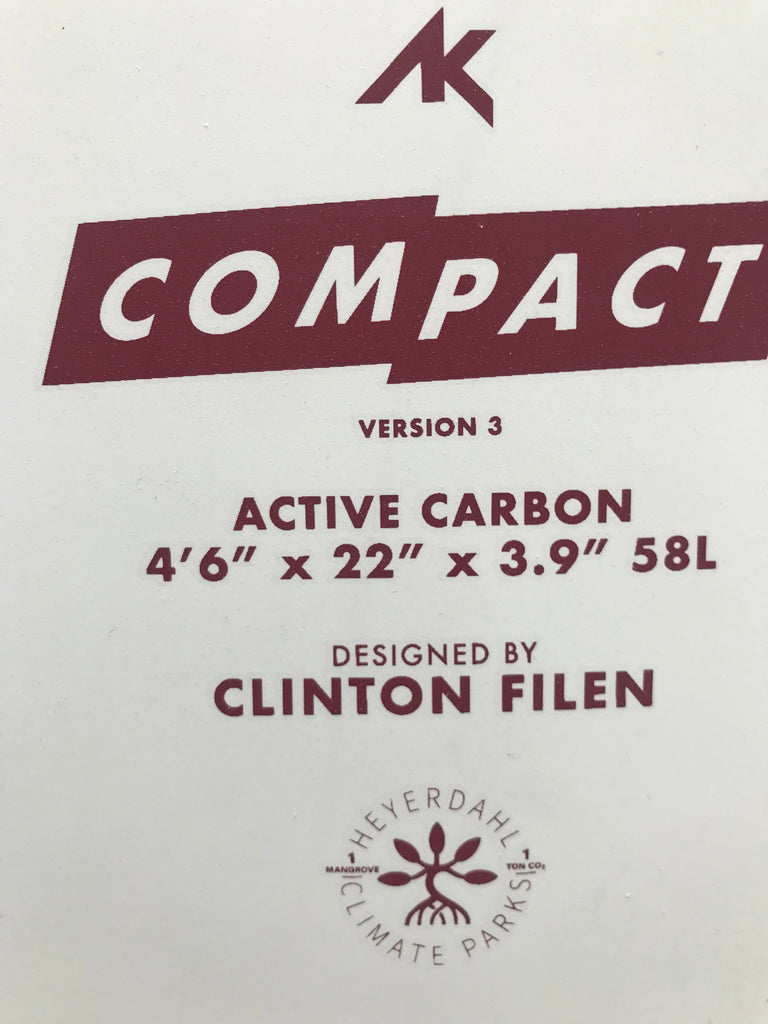 AK
COMPACT
VERSION 3
ACTIVE CARBON
4'6" x 22" x 3.9" 58L
DESIGNED BY
CLINTON FILEN
HEYERDAHL
1
MANGROVE
1
TON CO₂
CLIMATE PARKS